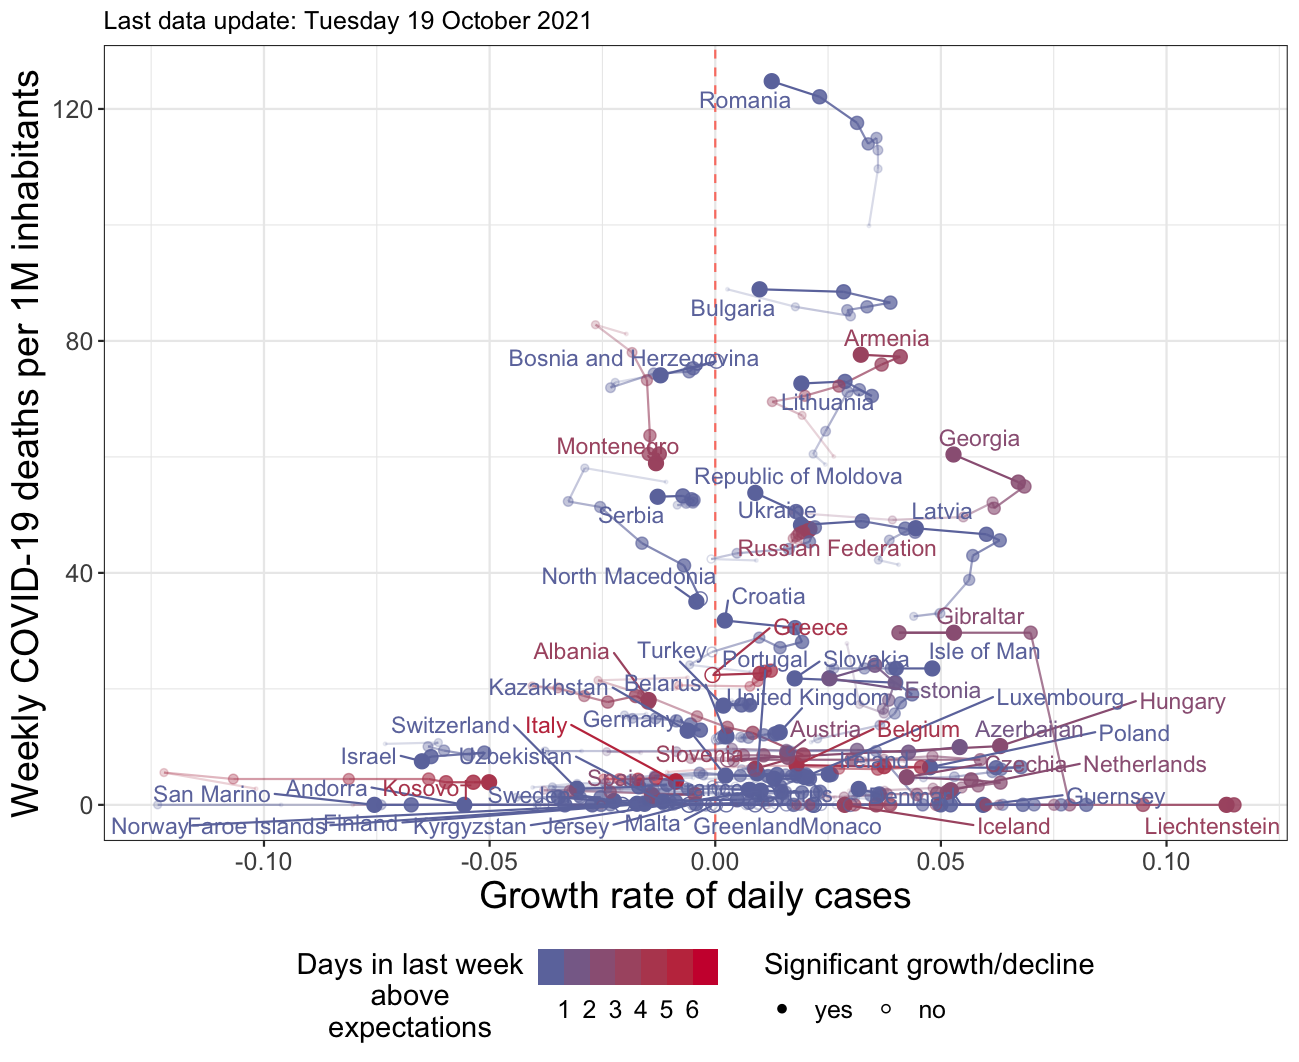 Last data update: Tuesday 19 October 2021
Weekly COVID-19 deaths per 1M inhabitants
120
80
40
0
Romania
Bulgaria
Armenia
Bosnia and Herzegovina
Lithuania
Georgia
Montenegro
Republic of Moldova
Serbia
Ukraine
Latvia
Russian Federation
North Macedonia
Croatia
Gibraltar
Greece
Albania
Turkey
Portugal
Slovakia
Isle of Man
Kazakhstan
Belarus
United Kingdom
Estonia
Luxembourg
Hungary
Switzerland
Italy
Germany
Austria
Belgium
Azerbaijan
Poland
Israel
Uzbekistan
Slovenia
Ireland
Czechia
Netherlands
San Marino
Andorra
Kosovo
Spain
Sweden
Guernsey
Norway
Faroe Islands
Finland
Kyrgyzstan
Jersey
Malta
Greenland
Monaco
Iceland
Liechtenstein
-0.10
-0.05
0.00
0.05
0.10
Growth rate of daily cases
Days in last week
above
expectations
1 2 3 4 5 6
Significant growth/decline
yes
no